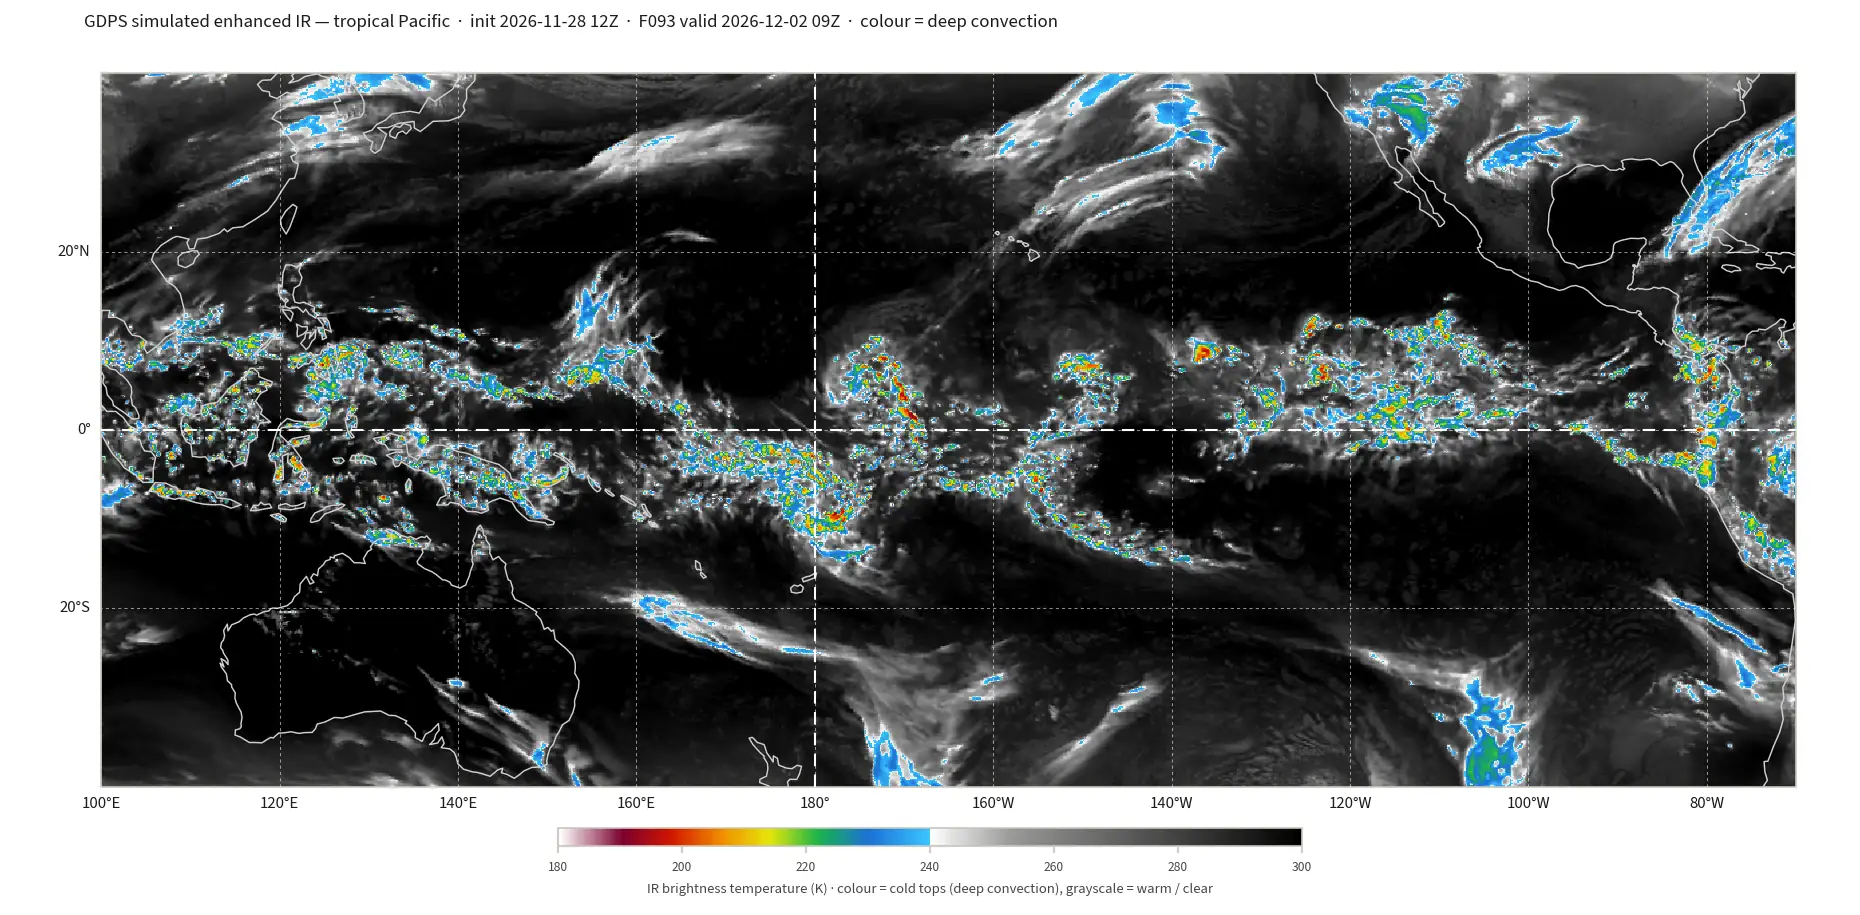 GDPS simulated enhanced IR — tropical Pacific · init 2026-11-28 12Z · F093 valid 2026-12-02 09Z · colour = deep convection
20°N
0°
20°S
100°E 120°E 140°E 160°E 180° 160°W 140°W 120°W 100°W 80°W
180 200 220 240 260 280 300
IR brightness temperature (K) · colour = cold tops (deep convection), grayscale = warm / clear